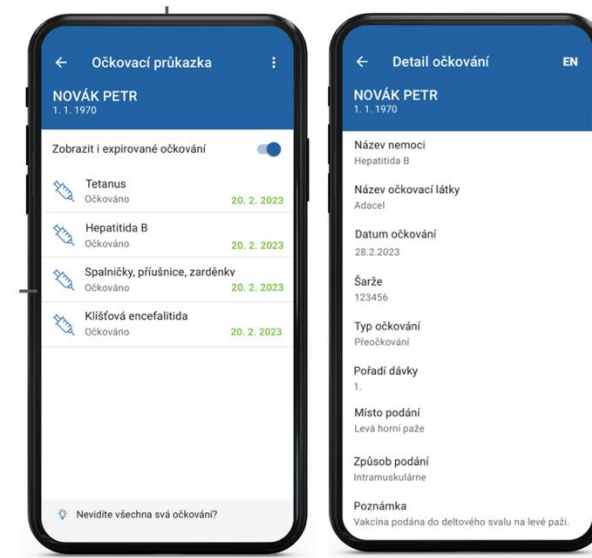 Očkovací průkazka
NOVÁK PETR
1. 1. 1970
Zobrazit i expirované očkování
Tetanus
Očkováno
20. 2. 2023
Hepatitida B
Očkováno
20. 2. 2023
Spalničky, příušnice, zarděnky
Očkováno
20. 2. 2023
Klíšťová encefalitida
Očkováno
20. 2. 2023
Nevidíte všechna svá očkování?
Detail očkování
EN
NOVÁK PETR
1. 1. 1970
Název nemoci
Hepatitida B
Název očkovací látky
Adacel
Datum očkování
28.2.2023
Šarže
123456
Typ očkování
Přeočkování
Pořadí dávky
1.
Místo podání
Levá horní paže
Způsob podání
Intramuskulárne
Poznámka
Vakcína podána do deltového svalu na levé paži.